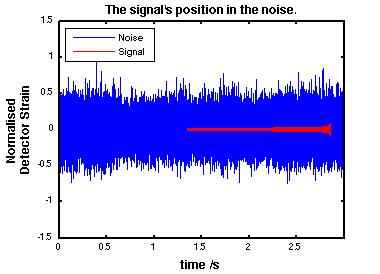 The signal's position in the noise.
1.5
Noise
Signal
1
0.5
0
-0.5
-1
-1.5
Normalised
Detector Strain
0 0.5 1 1.5 2 2.5
time /s